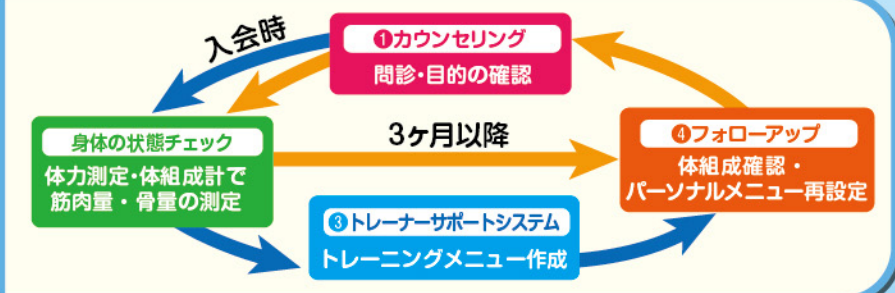 入会時
❶カウンセリング
問診・目的の確認
身体の状態チェック
体力測定・体組成計で
筋肉量・骨量の測定
3ヶ月以降
❹フォローアップ
体組成確認・
パーソナルメニュー再設定
❸トレーナーサポートシステム
トレーニングメニュー作成